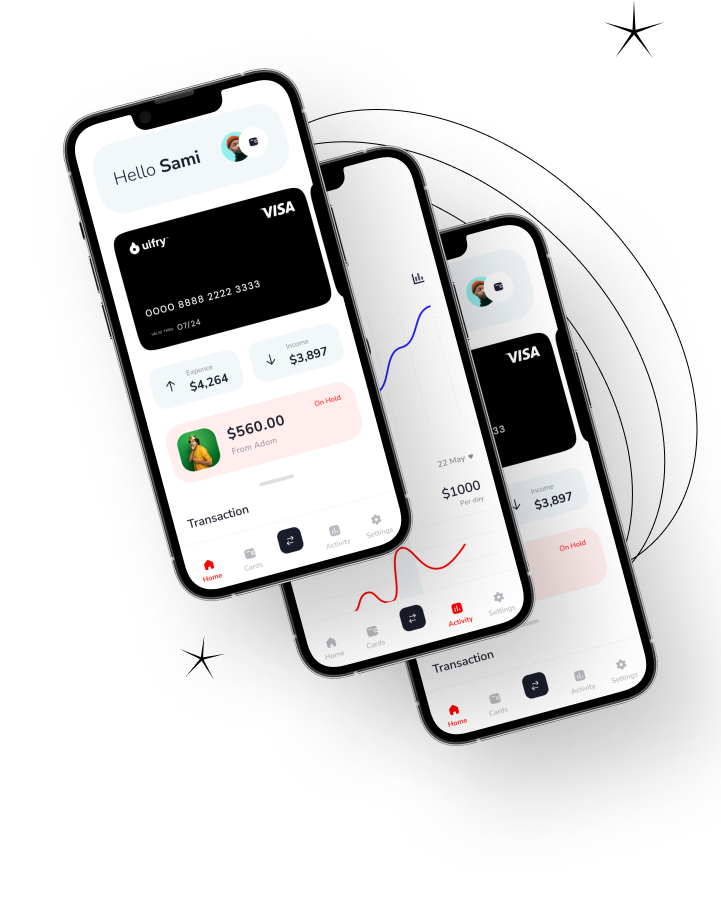 Hello Sami
VISA
uifry™
0000 8888 2222 3333
VALID THRU 07/24
Expence
$4,264
Income
$3,897
$560.00
From Adom
On Hold
Transaction
Home
Cards
Activity
Settings
22 May
$1000
Per day
Home
Cards
Activity
Settings
VISA
33
Income
$3,897
On Hold
Transaction
Home
Cards
Activity
Settings